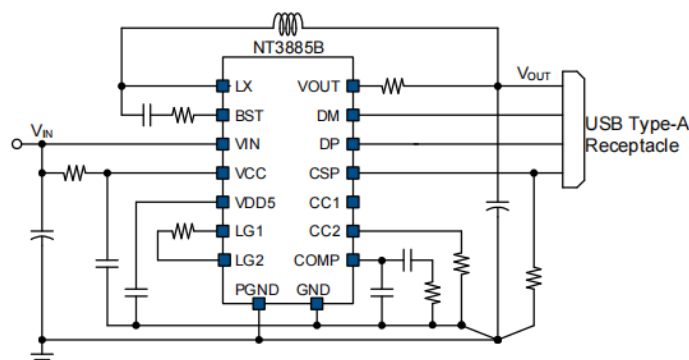 NT3885B
LX
VOUT
VOUT
BST
DM
USB Type-A
Receptacle
VIN
VIN
DP
VCC
CSP
VDD5
CC1
LG1
CC2
LG2
COMP
PGND
GND